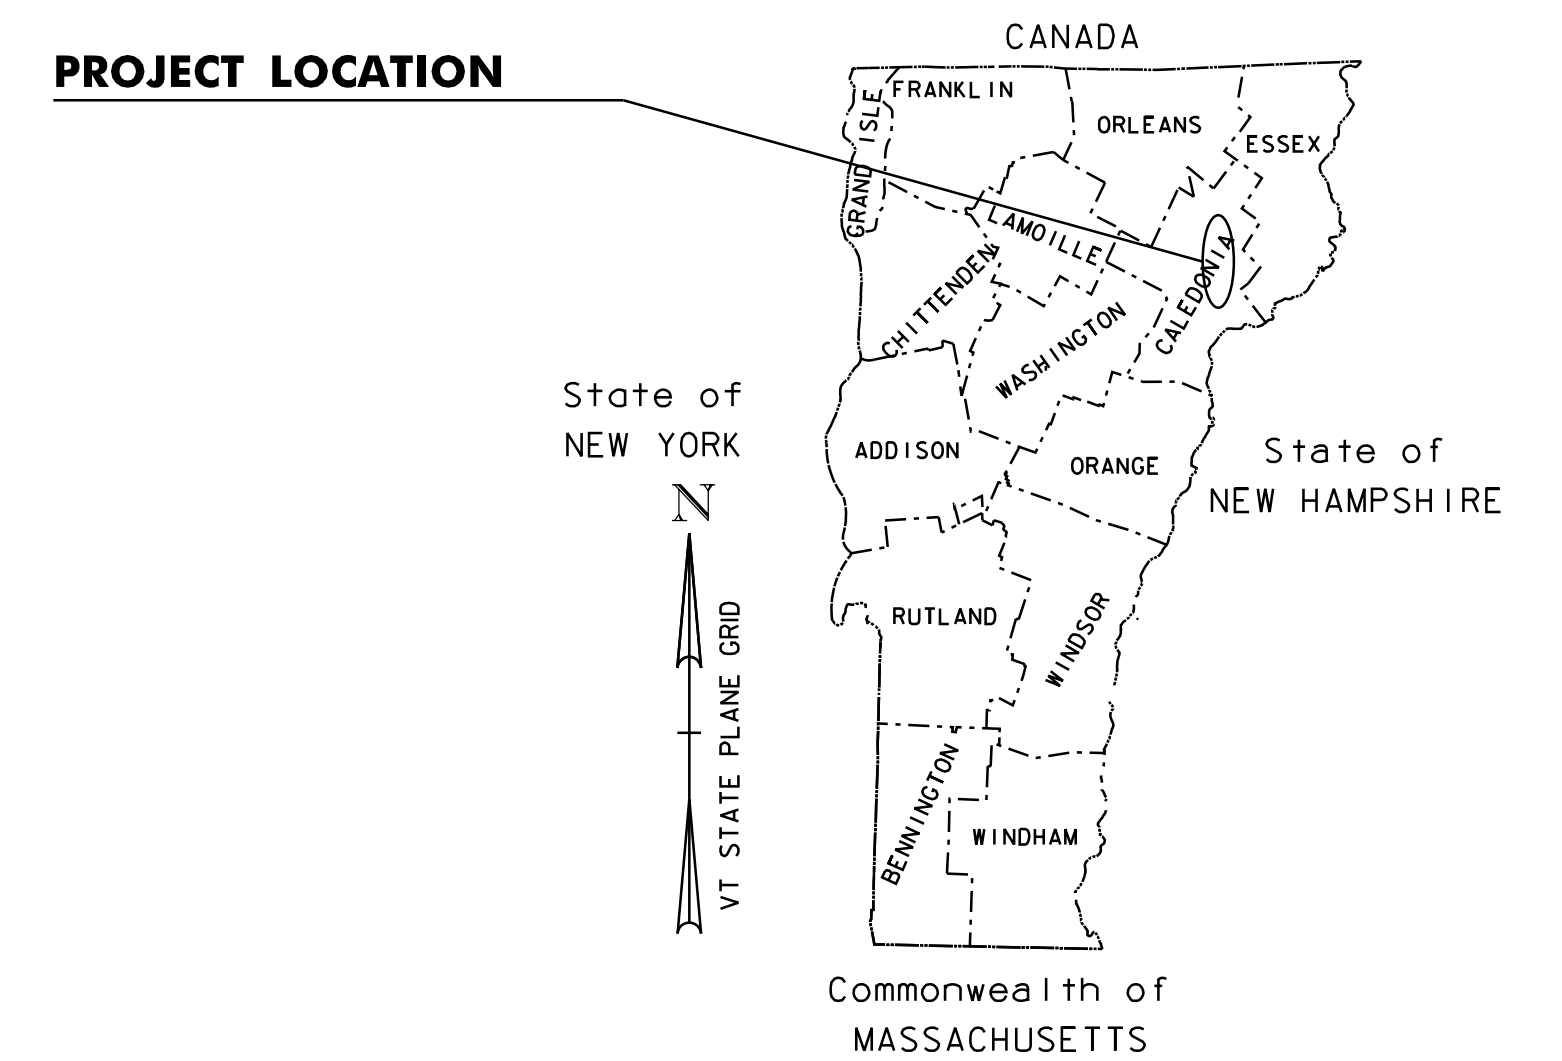 CANADA
PROJECT LOCATION
FRANKLIN
GRAND ISLE
ORLEANS
ESSEX
VT
LAMOILLE
CALEDONIA
CHITTENDEN
WASHINGTON
State of
NEW YORK
ADDISON
ORANGE
State of
NEW HAMPSHIRE
N
VT STATE PLANE GRID
RUTLAND
WINDSOR
BENNINGTON
WINDHAM
Commonwealth of
MASSACHUSETTS